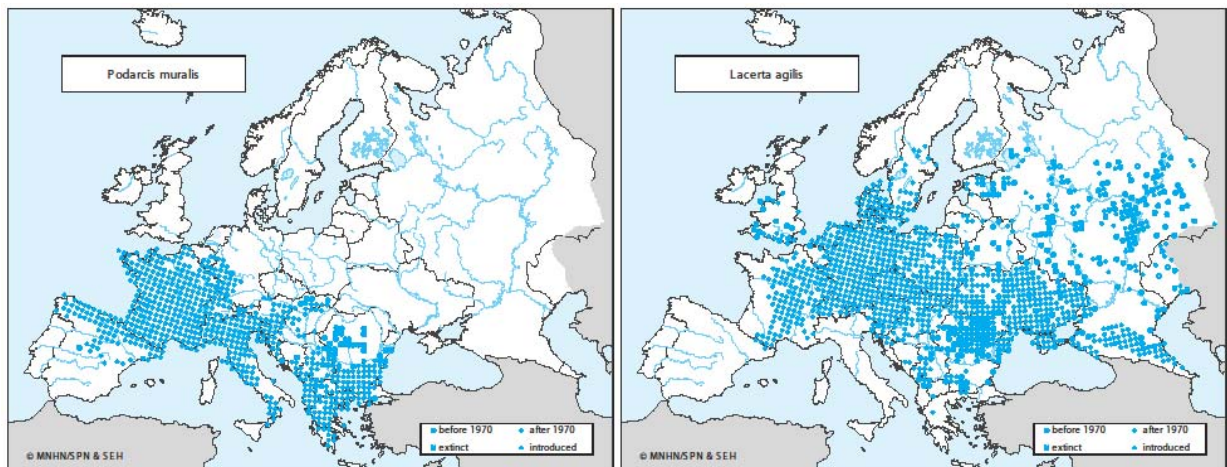 Podarcis muralis
before 1970 after 1970
extinct introduced
© MNHN/SPN & SEH
Lacerta agilis
before 1970 after 1970
extinct introduced
© MNHN/SPN & SEH